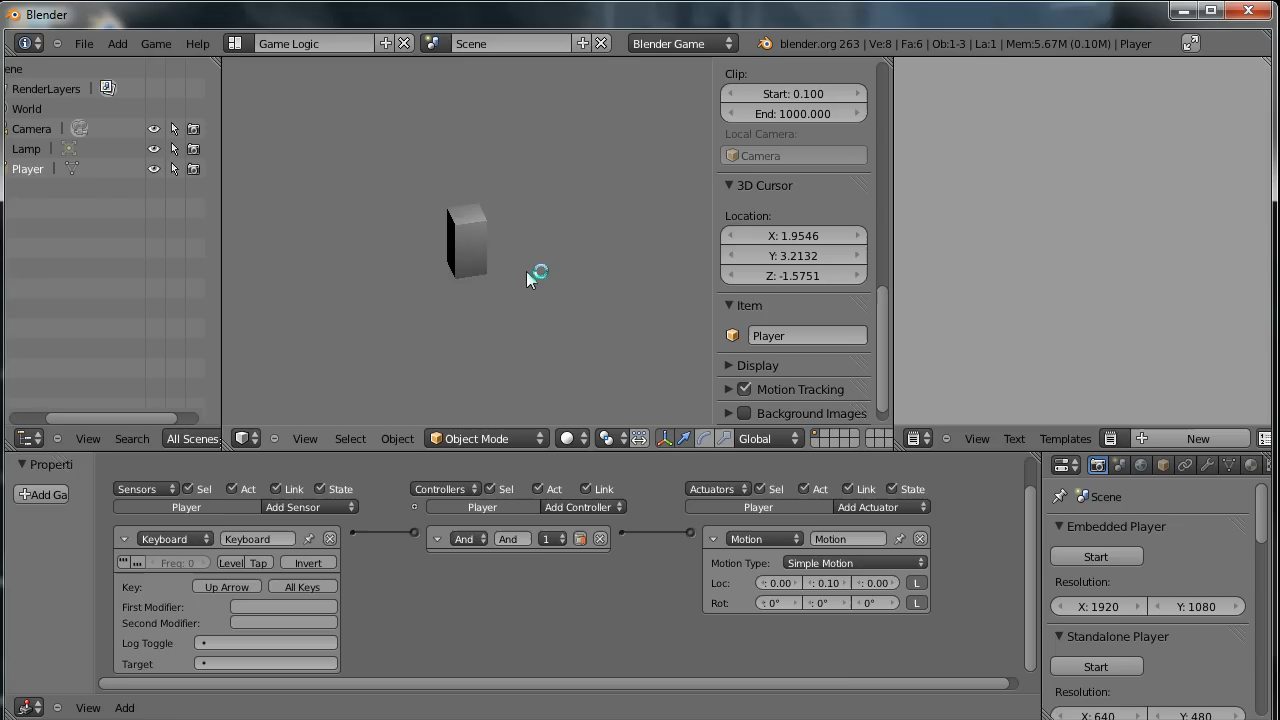 Blender
File Add Game Help Game Logic Scene Blender Game blender.org 263 | Ve:8 | Fa:6 | Ob:1-3 | La:1 | Mem:5.67M (0.10M) | Player
ene
RenderLayers |
World
Camera |
Lamp |
Player |
View Search All Scenes
Clip:
Start: 0.100
End: 1000.000
Local Camera:
Camera
3D Cursor
Location:
X: 1.9546
Y: 3.2132
Z: -1.5751
Item
Player
Display
Motion Tracking
Background Images
View Select Object Object Mode Global
View Text Templates New
Properti
Add Ga
Sensors Sel Act Link State
Player Add Sensor
Keyboard Keyboard
Freq: 0 Level Tap Invert
Key: Up Arrow All Keys
First Modifier:
Second Modifier:
Log Toggle
Target
Controllers Sel Act Link
Player Add Controller
And And 1
Actuators Sel Act Link State
Player Add Actuator
Motion Motion
Motion Type: Simple Motion
Loc: : 0.00 : 0.10 : 0.00 L
Rot: : 0° : 0° 0° L
View Add
Scene
Embedded Player
Start
Resolution:
X: 1920 Y: 1080
Standalone Player
Start
Resolution:
X: 640 Y: 480